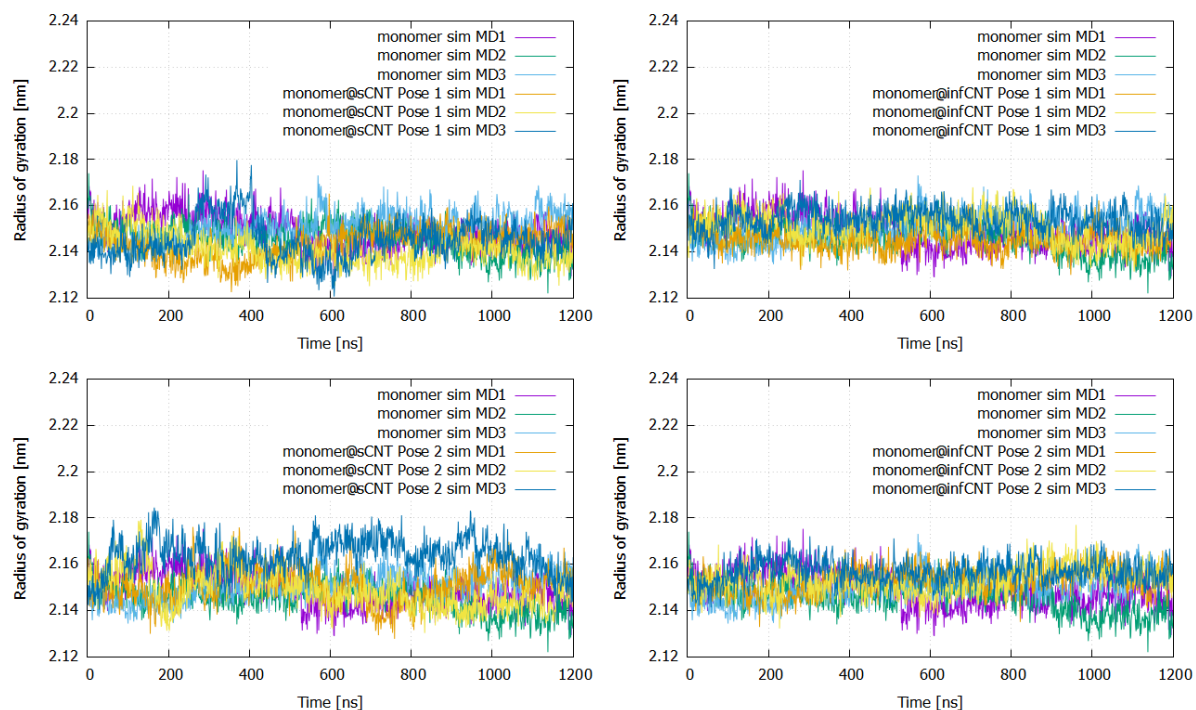 2.24
2.22
2.2
2.18
2.16
2.14
2.12
Radius of gyration [nm]
monomer sim MD1
monomer sim MD2
monomer sim MD3
monomer@sCNT Pose 1 sim MD1
monomer@sCNT Pose 1 sim MD2
monomer@sCNT Pose 1 sim MD3
0 200 400 600 800 1000 1200
Time [ns]
2.24
2.22
2.2
2.18
2.16
2.14
2.12
Radius of gyration [nm]
monomer sim MD1
monomer sim MD2
monomer sim MD3
monomer@infCNT Pose 1 sim MD1
monomer@infCNT Pose 1 sim MD2
monomer@infCNT Pose 1 sim MD3
0 200 400 600 800 1000 1200
Time [ns]
2.24
2.22
2.2
2.18
2.16
2.14
2.12
Radius of gyration [nm]
monomer sim MD1
monomer sim MD2
monomer sim MD3
monomer@sCNT Pose 2 sim MD1
monomer@sCNT Pose 2 sim MD2
monomer@sCNT Pose 2 sim MD3
0 200 400 600 800 1000 1200
Time [ns]
2.24
2.22
2.2
2.18
2.16
2.14
2.12
Radius of gyration [nm]
monomer sim MD1
monomer sim MD2
monomer sim MD3
monomer@infCNT Pose 2 sim MD1
monomer@infCNT Pose 2 sim MD2
monomer@infCNT Pose 2 sim MD3
0 200 400 600 800 1000 1200
Time [ns]